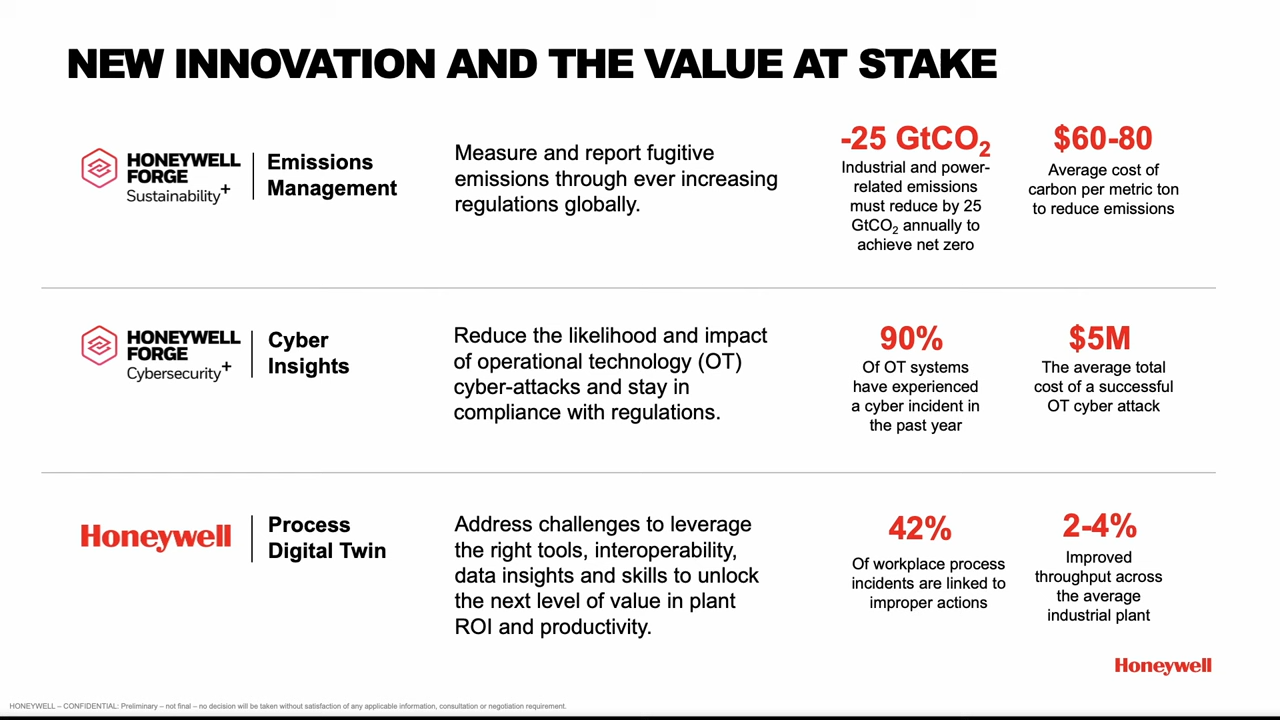 NEW INNOVATION AND THE VALUE AT STAKE
HONEYWELL
FORGE
Sustainability+
Emissions
Management
Measure and report fugitive
emissions through ever increasing
regulations globally.
-25 GtCO₂
Industrial and power-
related emissions
must reduce by 25
GtCO₂ annually to
achieve net zero
$60-80
Average cost of
carbon per metric ton
to reduce emissions
HONEYWELL
FORGE
Cybersecurity+
Cyber
Insights
Reduce the likelihood and impact
of operational technology (OT)
cyber-attacks and stay in
compliance with regulations.
90%
Of OT systems
have experienced
a cyber incident in
the past year
$5M
The average total
cost of a successful
OT cyber attack
Honeywell
Process
Digital Twin
Address challenges to leverage
the right tools, interoperability,
data insights and skills to unlock
the next level of value in plant
ROI and productivity.
42%
Of workplace process
incidents are linked to
improper actions
2-4%
Improved
throughput across
the average
industrial plant
Honeywell
HONEYWELL – CONFIDENTIAL: Preliminary – not final – no decision will be taken without satisfaction of any applicable information, consultation or negotiation requirement.